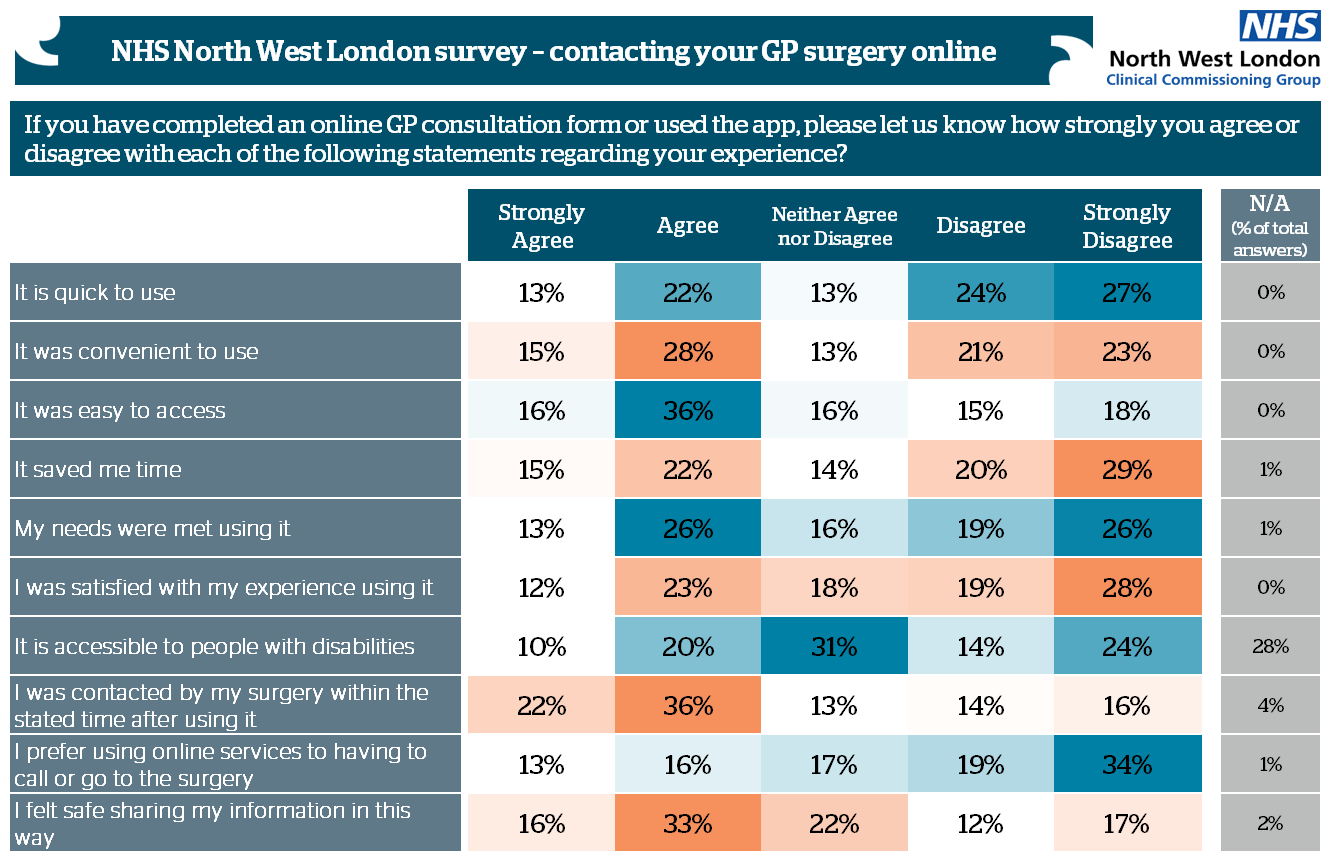 NHS North West London survey – contacting your GP surgery online
NHS
North West London
Clinical Commissioning Group
If you have completed an online GP consultation form or used the app, please let us know how strongly you agree or
disagree with each of the following statements regarding your experience?
Strongly Agree Agree Neither Agree nor Disagree Disagree Strongly Disagree N/A (% of total answers)
It is quick to use 13% 22% 13% 24% 27% 0%
It was convenient to use 15% 28% 13% 21% 23% 0%
It was easy to access 16% 36% 16% 15% 18% 0%
It saved me time 15% 22% 14% 20% 29% 1%
My needs were met using it 13% 26% 16% 19% 26% 1%
I was satisfied with my experience using it 12% 23% 18% 19% 28% 0%
It is accessible to people with disabilities 10% 20% 31% 14% 24% 28%
I was contacted by my surgery within the
stated time after using it 22% 36% 13% 14% 16% 4%
I prefer using online services to having to
call or go to the surgery 13% 16% 17% 19% 34% 1%
I felt safe sharing my information in this
way 16% 33% 22% 12% 17% 2%